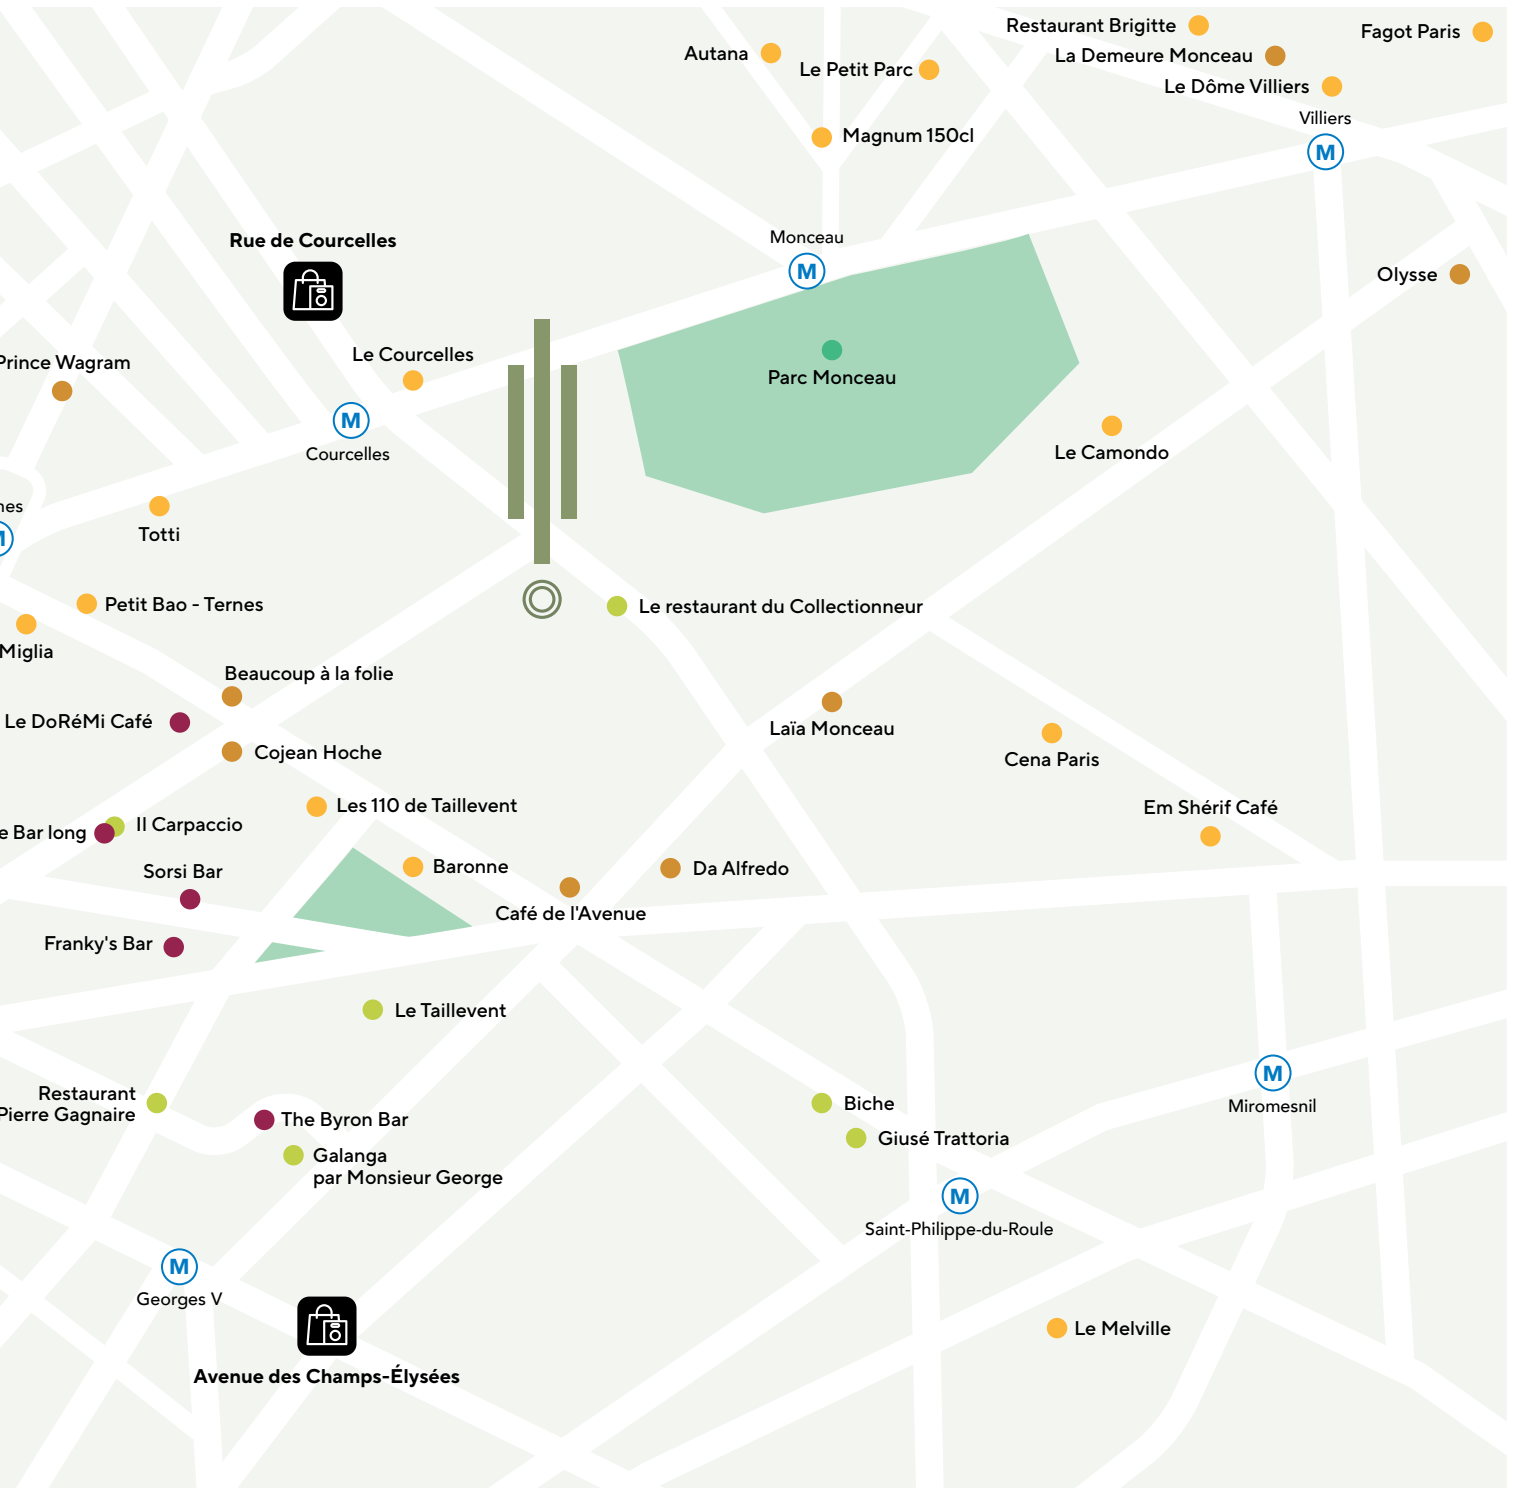 Restaurant Brigitte
Fagot Paris
Autana
La Demeure Monceau
Le Petit Parc
Le Dôme Villiers
Villiers
M
Magnum 150cl
Rue de Courcelles
Monceau
M
Olysse
Le Courcelles
Prince Wagram
Parc Monceau
M
Courcelles
Le Camondo
nes
Totti
Petit Bao - Ternes
Le restaurant du Collectionneur
Miglia
Beaucoup à la folie
Le DoRéMi Café
Laïa Monceau
Cojean Hoche
Cena Paris
Les 110 de Taillevent
Em Shérif Café
Il Carpaccio
e Bar long
Sorsi Bar
Baronne
Da Alfredo
Café de l'Avenue
Franky's Bar
Le Taillevent
M
Miromesnil
Restaurant
Pierre Gagnaire
The Byron Bar
Biche
Giusé Trattoria
Galanga
par Monsieur George
M
Saint-Philippe-du-Roule
M
Georges V
Le Melville
Avenue des Champs-Élysées